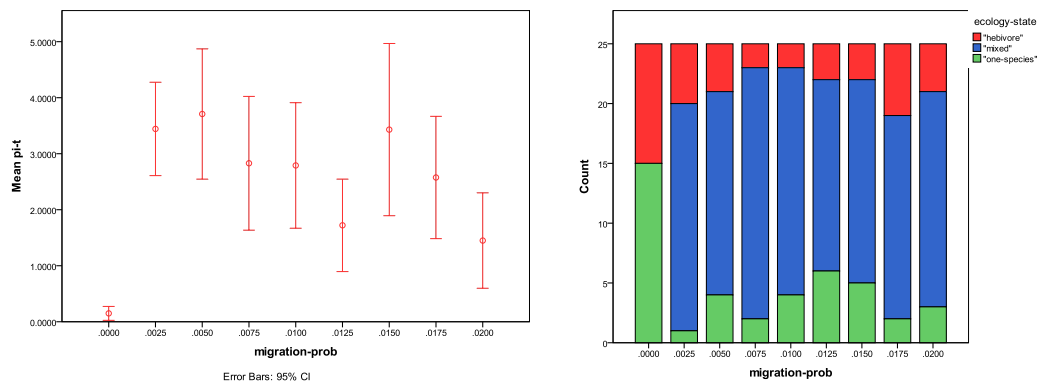 5.0000
4.0000
3.0000
2.0000
1.0000
0.0000
Mean pi-t
.0000 .0025 .0050 .0075 .0100 .0125 .0150 .0175 .0200
migration-prob
Error Bars: 95% CI
ecology-state
"hebivore"
"mixed"
"one-species"
25
20
15
10
5
0
Count
.0000 .0025 .0050 .0075 .0100 .0125 .0150 .0175 .0200
migration-prob